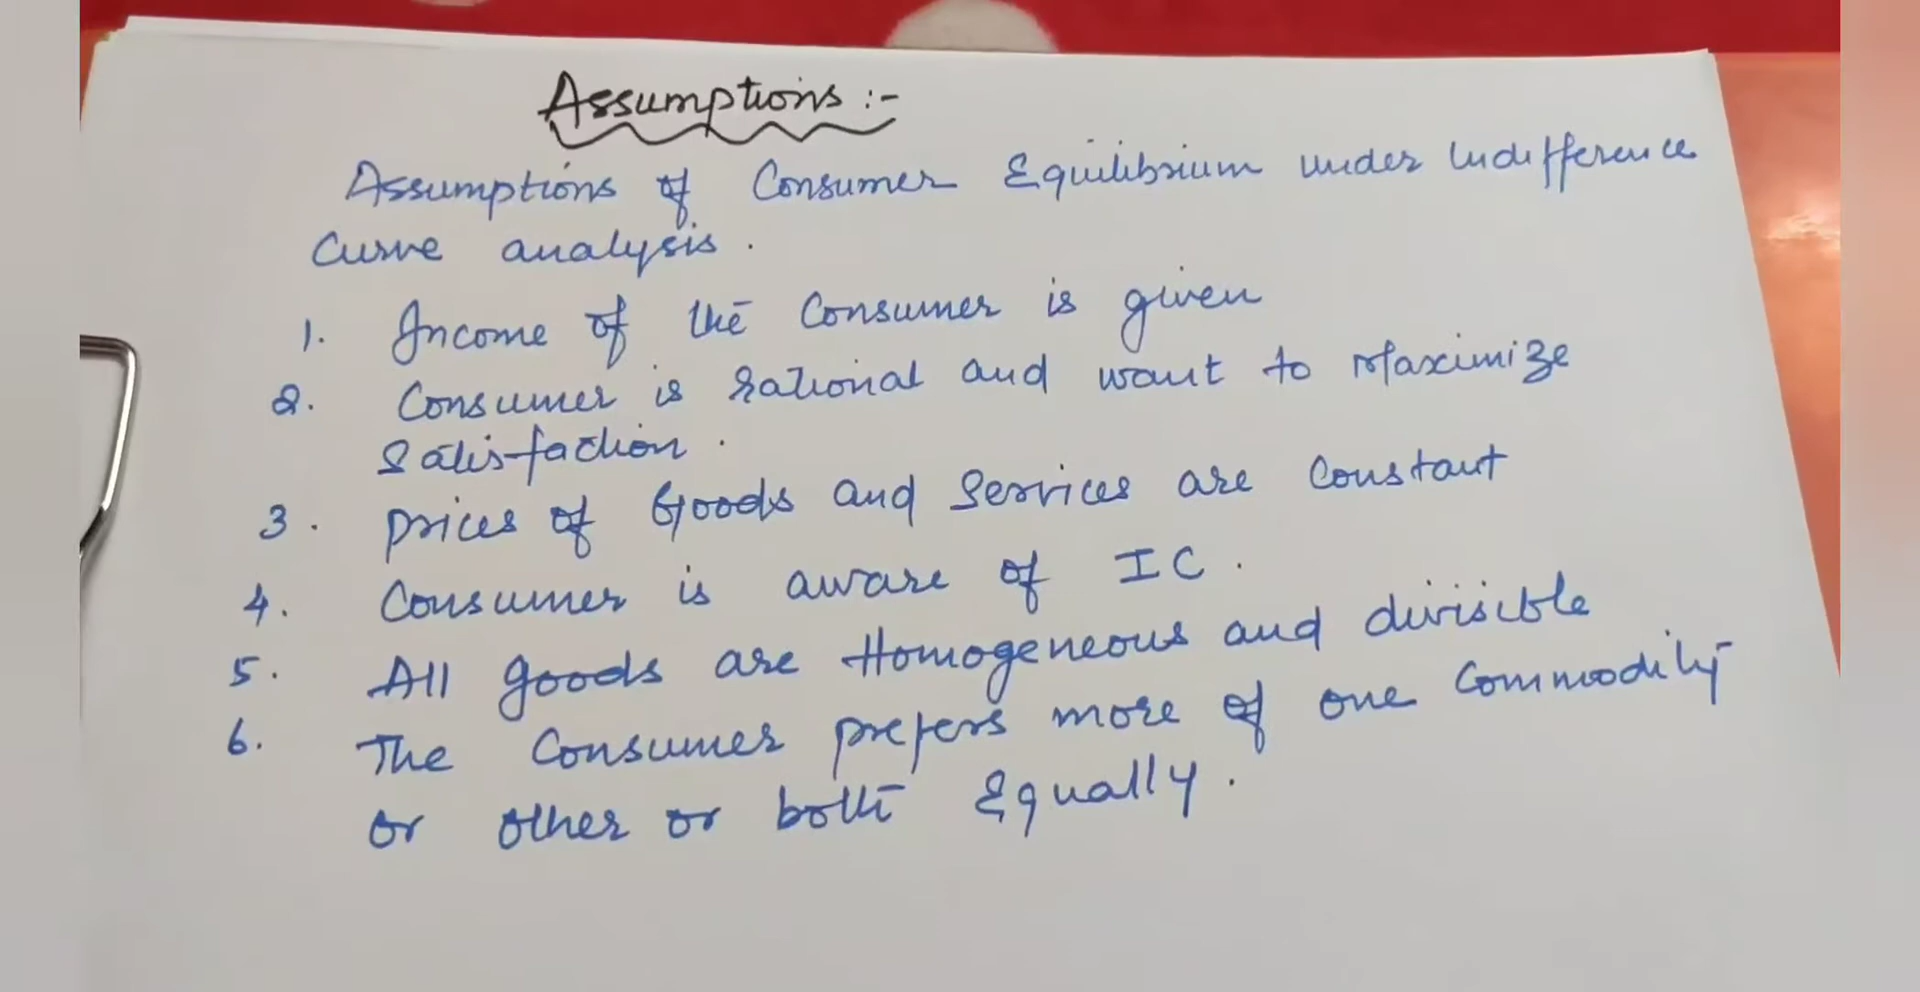 Assumptions :-
Assumptions of Consumer Equilibrium under Indifference
Curve analysis .
1. Income of the Consumer is given
2. Consumer is rational and want to Maximize
Satisfaction .
3. prices of Goods and Services are Constant
4. Consumer is aware of IC .
5. All goods are Homogeneous and divisible
6. The Consumer prefers more of one Commodity
or other or both Equally .